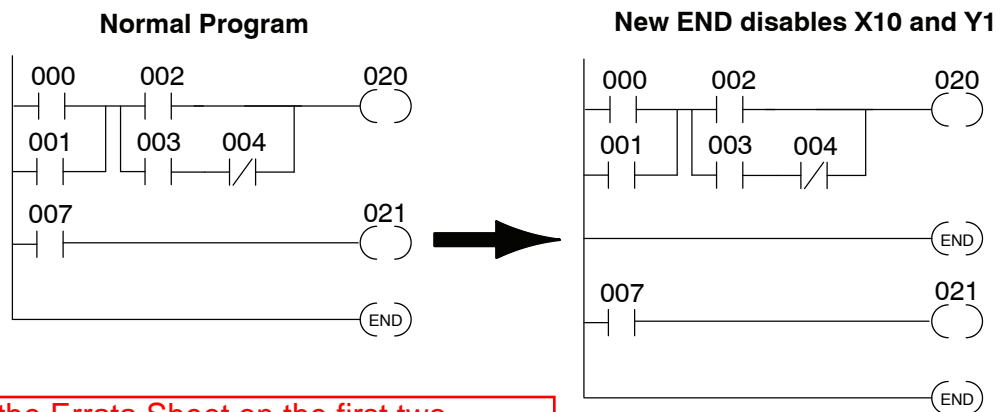 Normal Program
000 002 020
001 003 004
007 021
END
New END disables X10 and Y1
000 002 020
001 003 004
END
007 021
END
the Errata Sheet on the first two